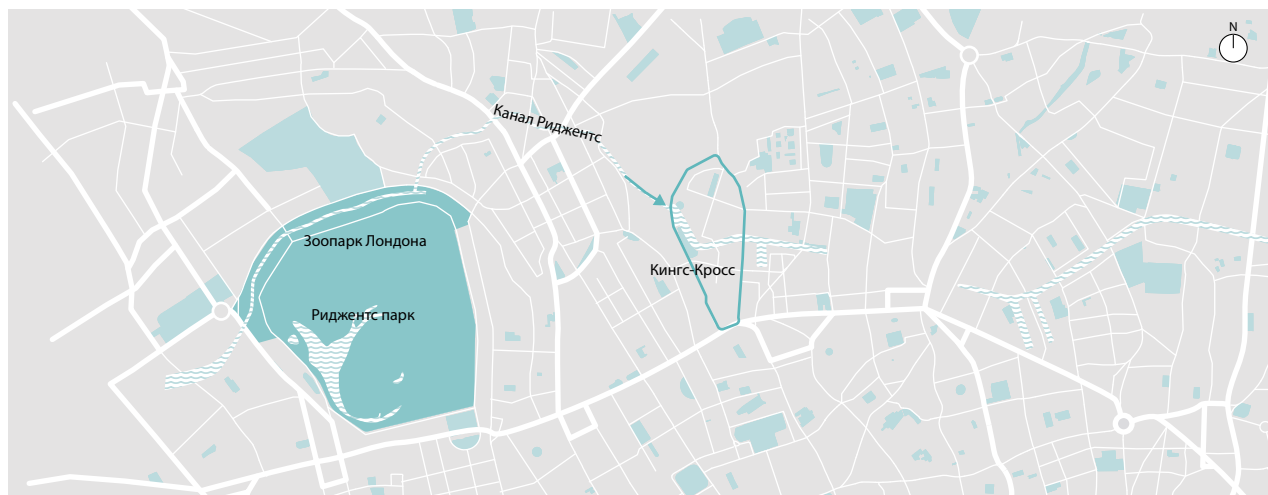 N
Канал Риджентс
Зоопарк Лондона
Кингс-Кросс
Риджентс парк